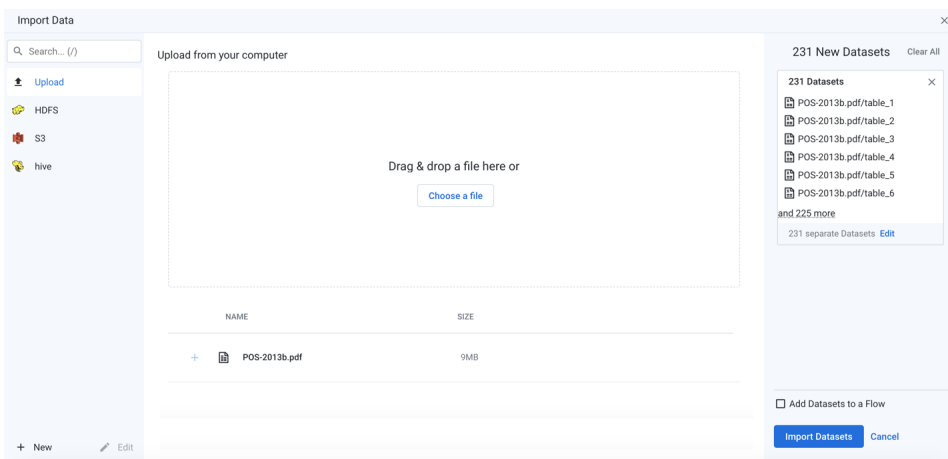 Import Data
Search... (/)
Upload
HDFS
S3
hive
+ New
Edit
Upload from your computer
Drag & drop a file here or
Choose a file
NAME SIZE
POS-2013b.pdf 9MB
231 New Datasets Clear All
231 Datasets
POS-2013b.pdf/table_1
POS-2013b.pdf/table_2
POS-2013b.pdf/table_3
POS-2013b.pdf/table_4
POS-2013b.pdf/table_5
POS-2013b.pdf/table_6
and 225 more
231 separate Datasets Edit
Add Datasets to a Flow
Import Datasets Cancel